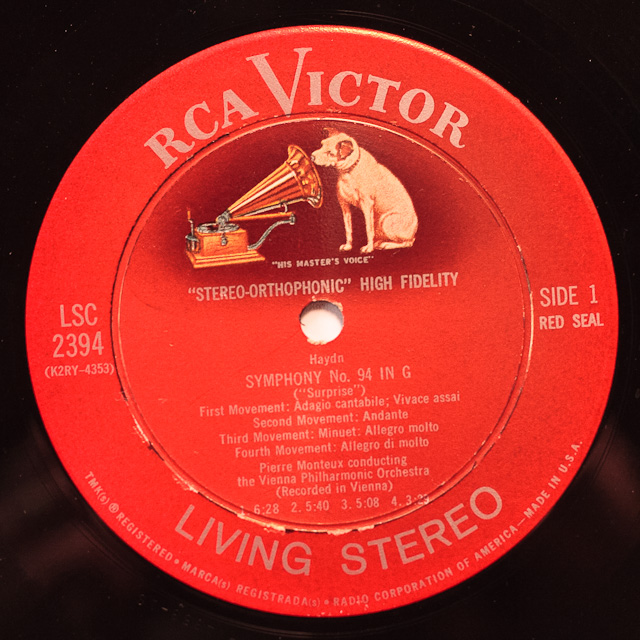 RCA VICTOR
"HIS MASTER'S VOICE"
"STEREO-ORTHOPHONIC" HIGH FIDELITY
LSC
2394
(K2RY-4353)
SIDE 1
RED SEAL
Haydn
SYMPHONY No. 94 IN G
("Surprise")
First Movement: Adagio cantabile; Vivace assai
Second Movement: Andante
Third Movement: Minuet: Allegro molto
Fourth Movement: Allegro di molto
Pierre Monteux conducting
the Vienna Philharmonic Orchestra
(Recorded in Vienna)
1. 6:28 2. 5:40 3. 5:08 4.
LIVING STEREO
TMK(s) ® REGISTERED • MARCA(s) REGISTRADA(s) • RADIO CORPORATION OF AMERICA—MADE IN U.S.A.